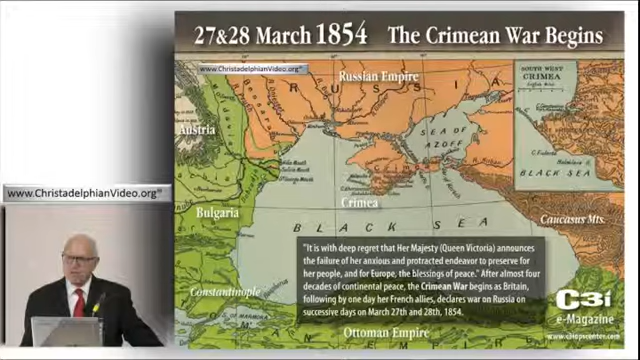 27&28 March 1854 The Crimean War Begins
www.ChristadelphianVideo.org
Russian Empire
RUSSIA
SOUTH WEST
CRIMEA
SEA OF
AZOFF
Austria
BLACK SEA
Crimea
Bulgaria
Caucasus Mts.
BLACK SEA
www.ChristadelphianVideo.org
"It is with deep regret that Her Majesty (Queen Victoria) announces
the failure of her anxious and protracted endeavor to preserve for
her people, and for Europe, the blessings of peace." After almost four
decades of continental peace, the Crimean War begins as Britain,
following by one day her French allies, declares war on Russia on
successive days on March 27th and 28th, 1854.
Constantinople
Ottoman Empire
C3i
e-Magazine
www.c3iopscenter.com